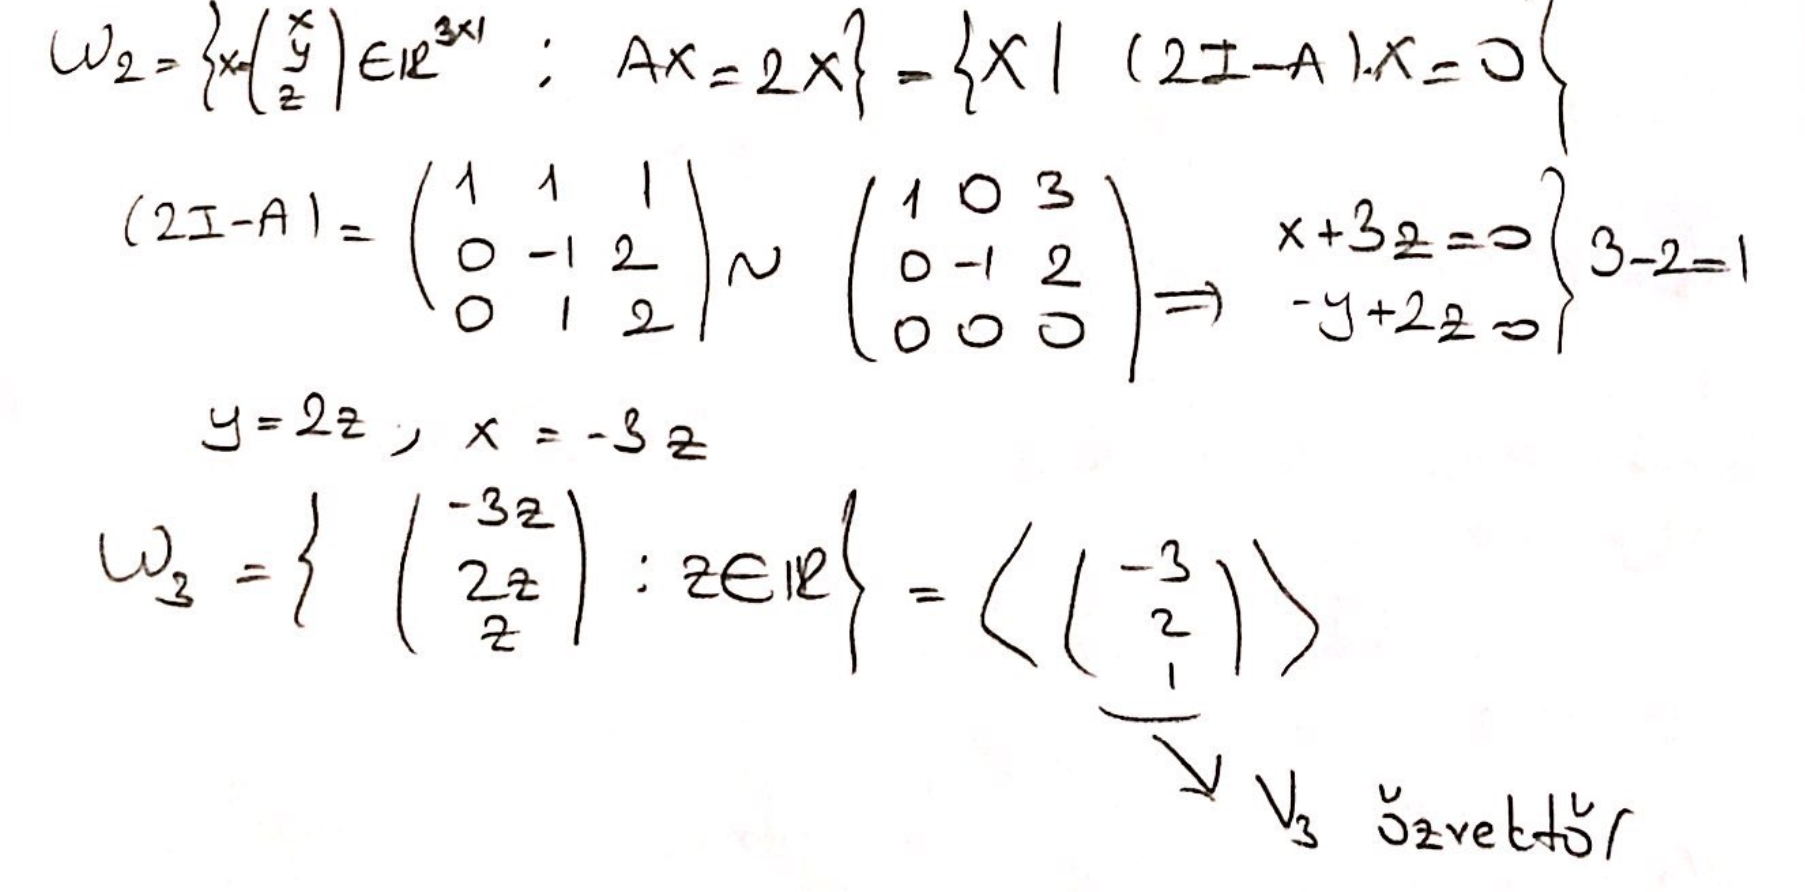 W₂ = {x=(x y z) ∈ ℝ³ˣ¹ : AX = 2X} = {X | (2I-A).X = 0}
(2I-A) = (1 1 1; 0 -1 2; 0 1 2) ~ (1 0 3; 0 -1 2; 0 0 0) ⇒ x+3z=0, -y+2z=0} 3-2=1
y=2z, x = -3z
W₃ = { (-3z 2z z) : z∈ℝ} = ⟨(-3 2 1)⟩
↘ V₃ özvektör